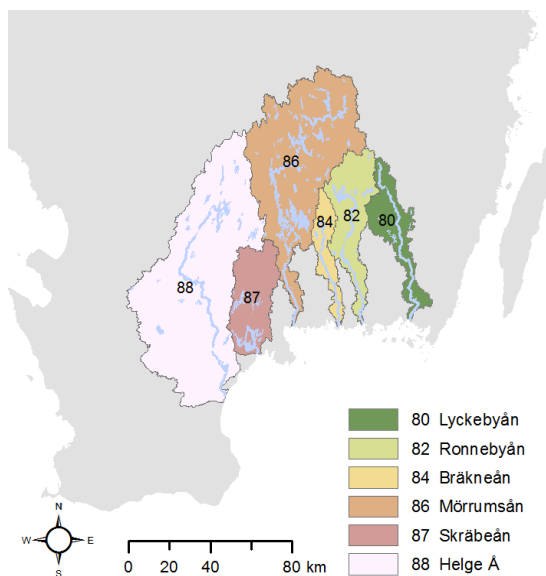 86
84
82
80
88
87
80 Lyckebyån
82 Ronnebyån
84 Bräkneån
86 Mörrumsån
87 Skräbeån
88 Helge Å
N
W E
S
0 20 40 80 km